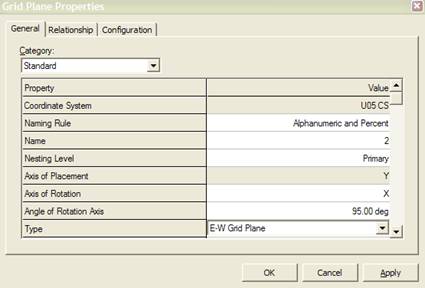 Grid Plane Properties
General Relationship Configuration
Category:
Standard
Property Value
Coordinate System U05 CS
Naming Rule Alphanumeric and Percent
Name 2
Nesting Level Primary
Axis of Placement Y
Axis of Rotation X
Angle of Rotation Axis 95.00 deg
Type E-W Grid Plane
OK Cancel Apply